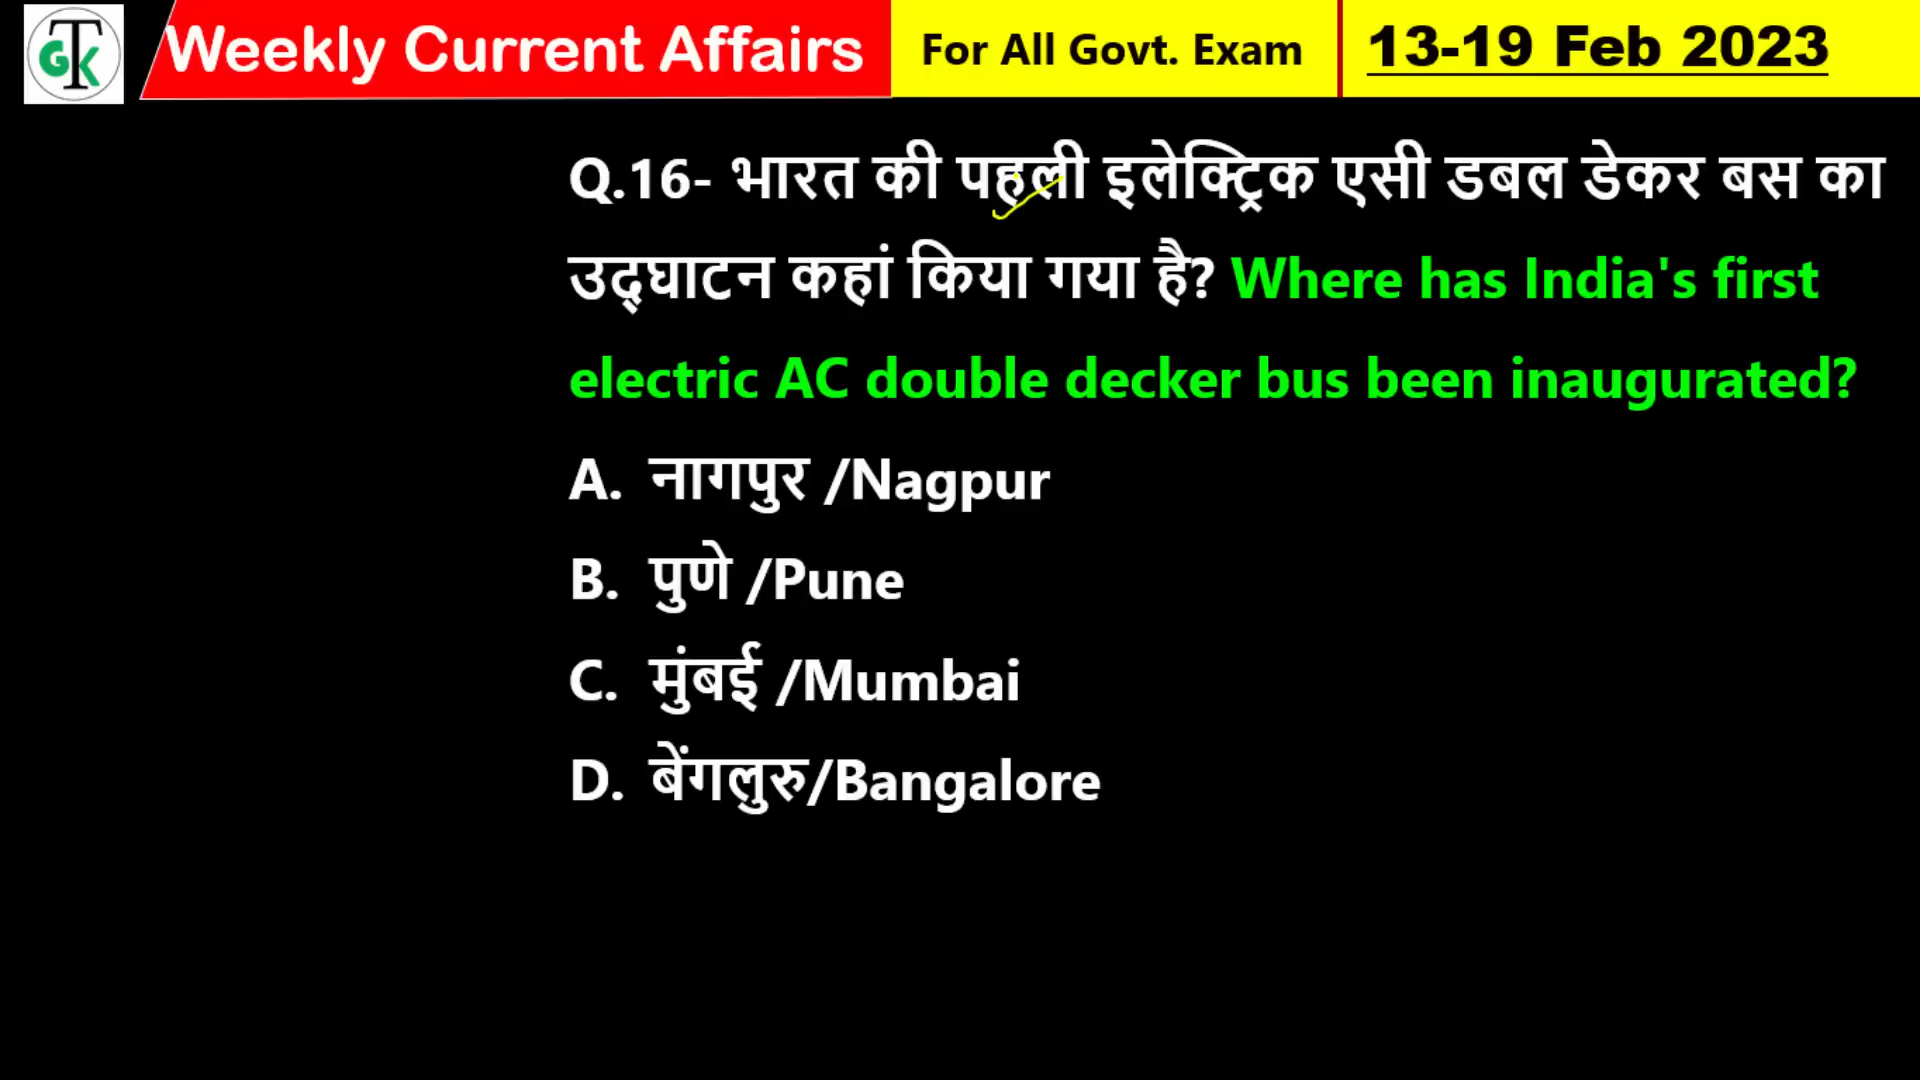 GTK
Weekly Current Affairs
For All Govt. Exam
13-19 Feb 2023
Q.16- भारत की पहली इलेक्ट्रिक एसी डबल डेकर बस का
उद्घाटन कहां किया गया है? Where has India's first
electric AC double decker bus been inaugurated?
A. नागपुर /Nagpur
B. पुणे /Pune
C. मुंबई /Mumbai
D. बेंगलुरु/Bangalore